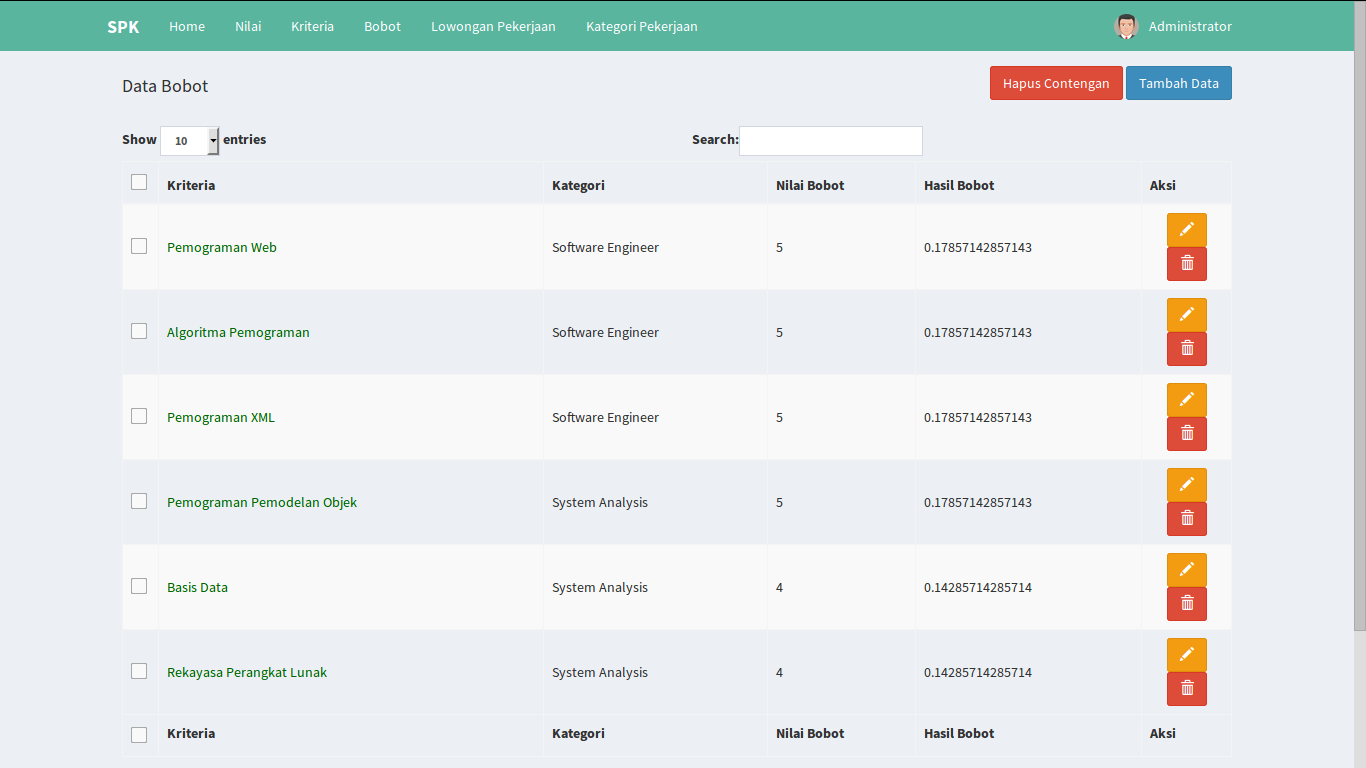 SPK Home Nilai Kriteria Bobot Lowongan Pekerjaan Kategori Pekerjaan Administrator
Data Bobot Hapus Contengan Tambah Data
Show 10 entries Search:
Kriteria Kategori Nilai Bobot Hasil Bobot Aksi
Pemograman Web Software Engineer 5 0.17857142857143
Algoritma Pemograman Software Engineer 5 0.17857142857143
Pemograman XML Software Engineer 5 0.17857142857143
Pemograman Pemodelan Objek System Analysis 5 0.17857142857143
Basis Data System Analysis 4 0.14285714285714
Rekayasa Perangkat Lunak System Analysis 4 0.14285714285714
Kriteria Kategori Nilai Bobot Hasil Bobot Aksi